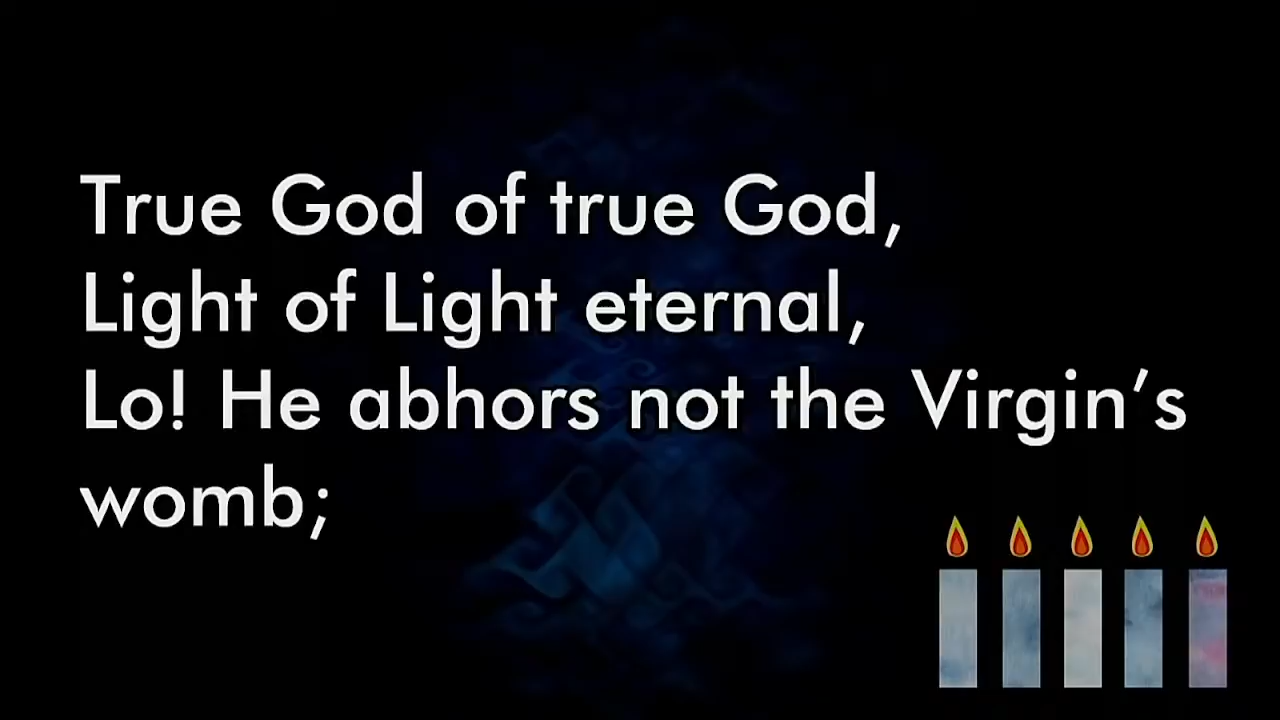 True God of true God,
Light of Light eternal,
Lo! He abhors not the Virgin’s
womb;